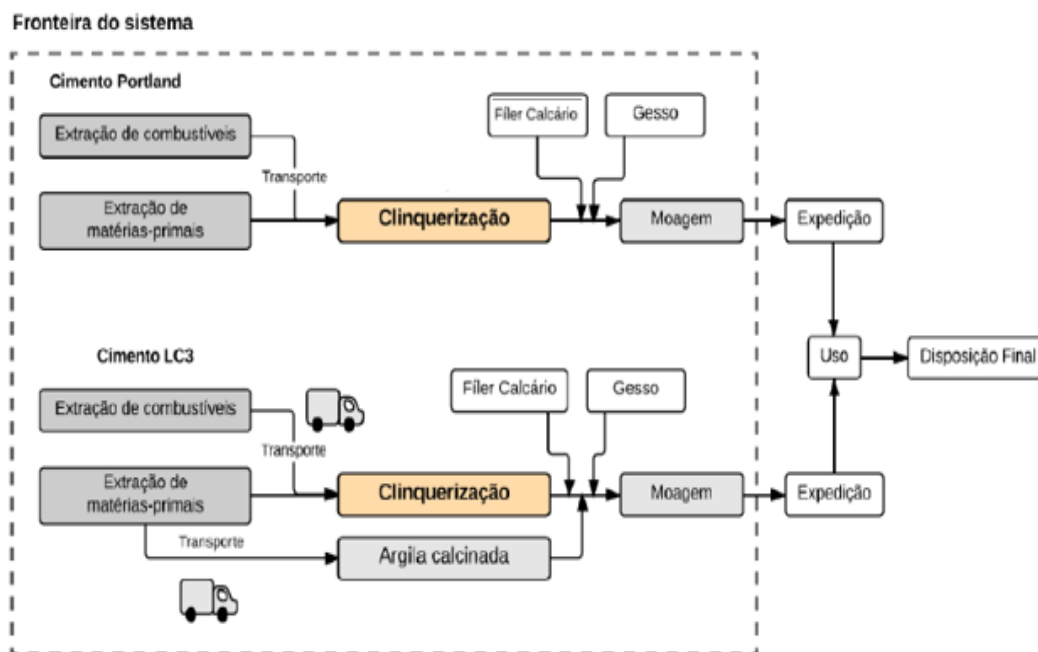 Fronteira do sistema
Cimento Portland
Extração de combustíveis
Transporte
Extração de
matérias-primais
Clinquerização
Fíler Calcário
Gesso
Moagem
Expedição
Uso
Disposição Final
Cimento LC3
Extração de combustíveis
Transporte
Extração de
matérias-primais
Transporte
Clinquerização
Argila calcinada
Fíler Calcário
Gesso
Moagem
Expedição